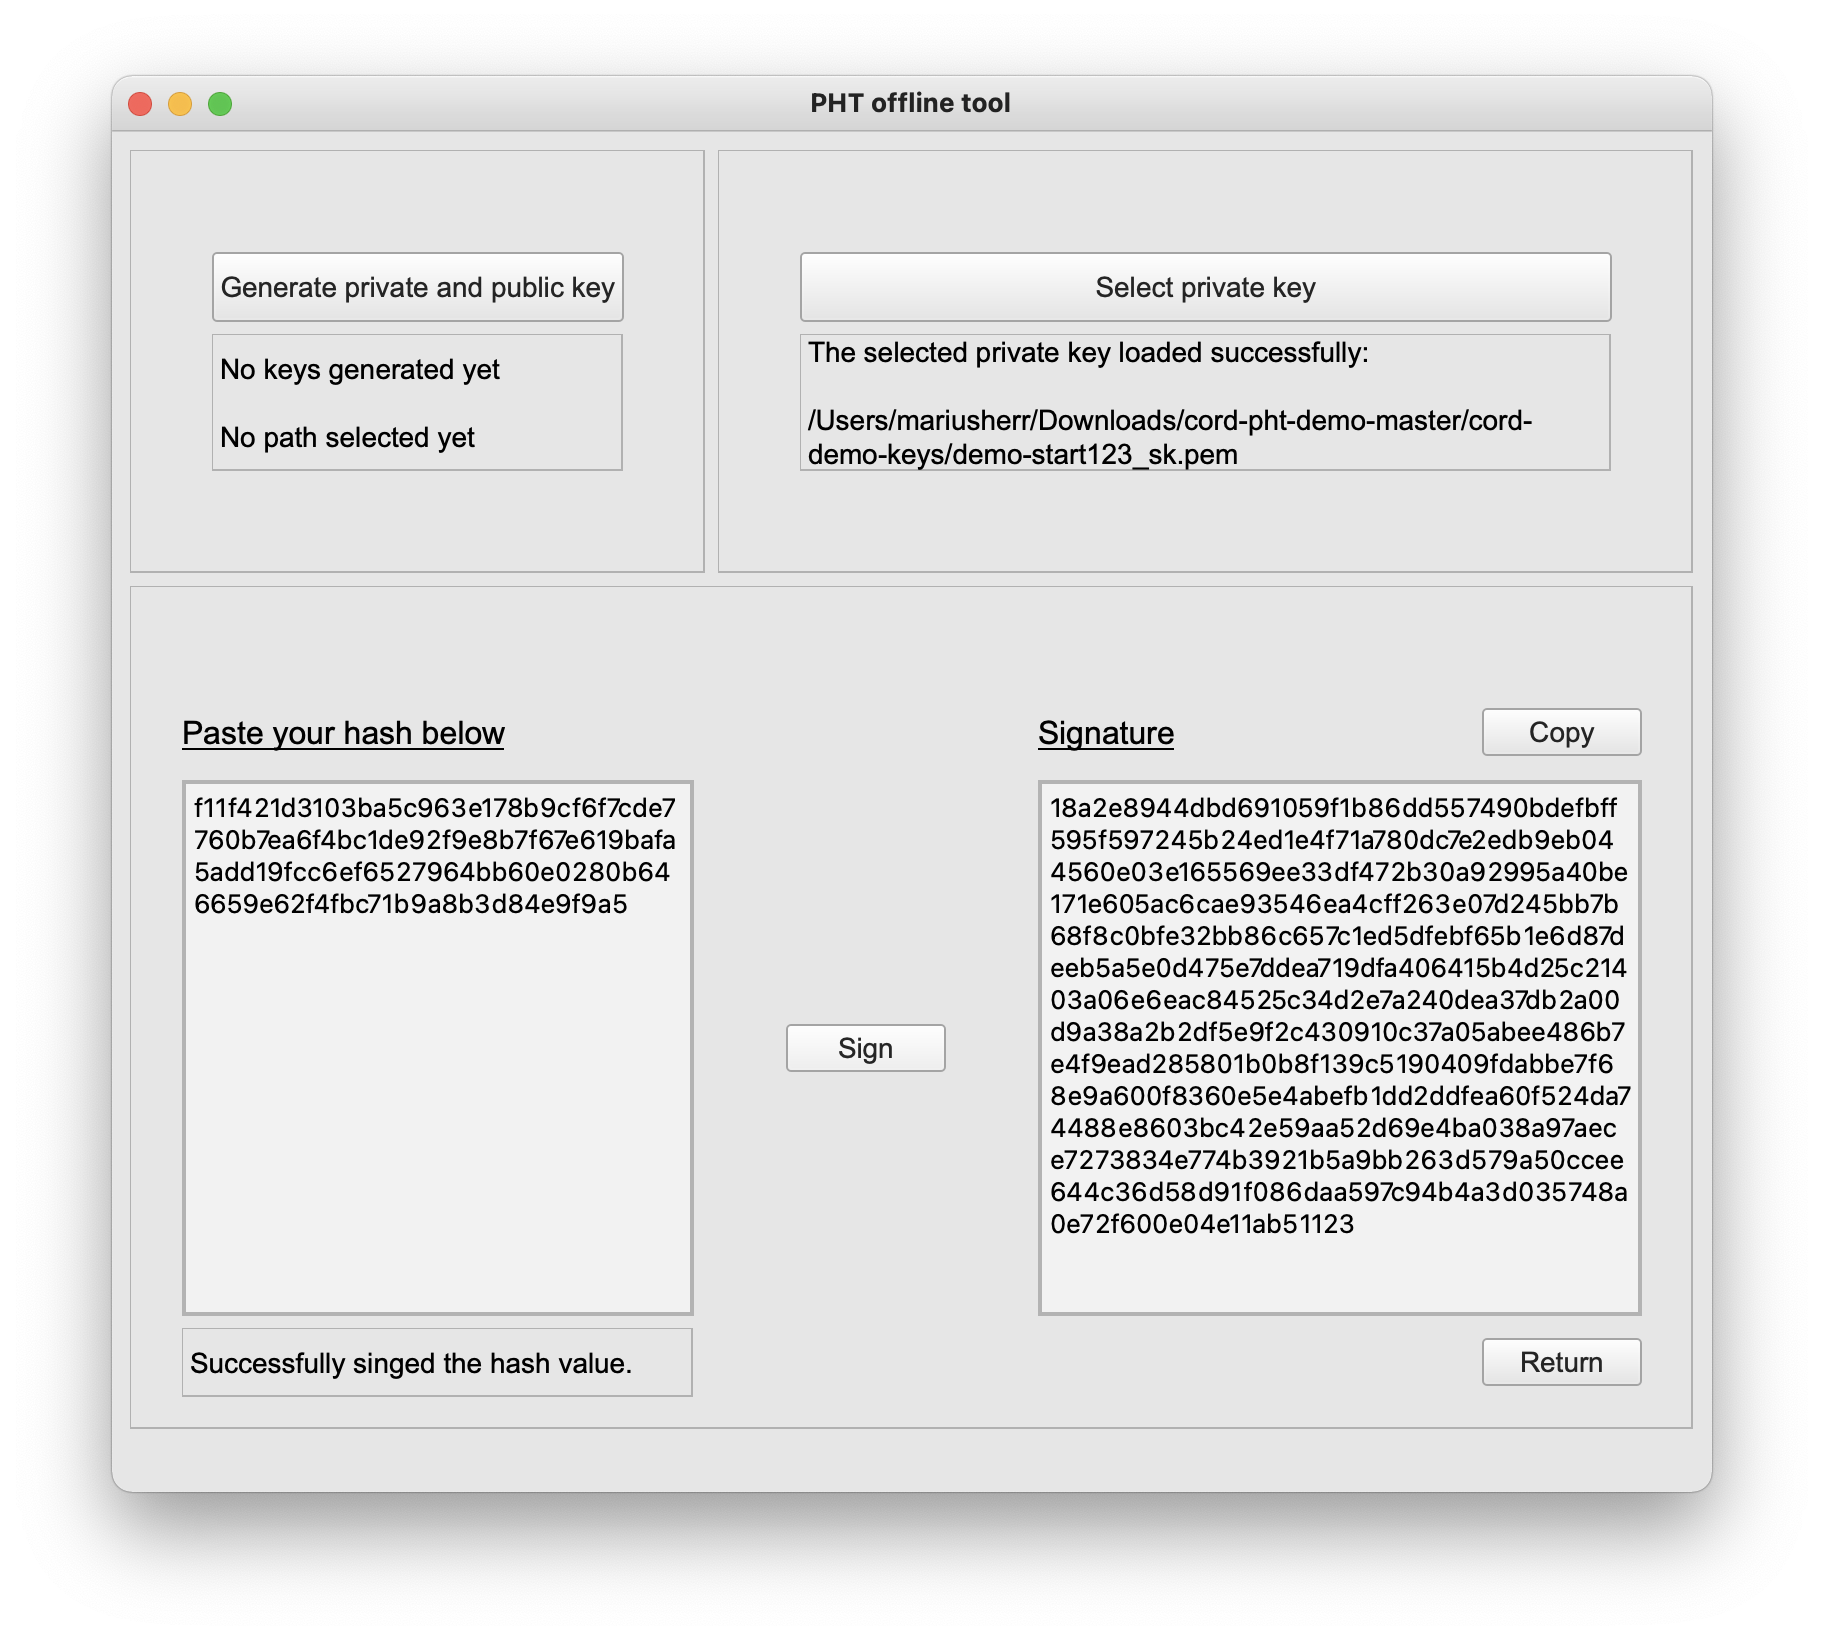 PHT offline tool
Generate private and public key
No keys generated yet
No path selected yet
Select private key
The selected private key loaded successfully:
/Users/mariusherr/Downloads/cord-pht-demo-master/cord-
demo-keys/demo-start123_sk.pem
Paste your hash below
f11f421d3103ba5c963e178b9cf6f7cde7
760b7ea6f4bc1de92f9e8b7f67e619bafa
5add19fcc6ef6527964bb60e0280b64
6659e62f4fbc71b9a8b3d84e9f9a5
Successfully singed the hash value.
Sign
Signature
Copy
18a2e8944dbd691059f1b86dd557490bdefbff
595f597245b24ed1e4f71a780dc7e2edb9eb04
4560e03e165569ee33df472b30a92995a40be
171e605ac6cae93546ea4cff263e07d245bb7b
68f8c0bfe32bb86c657c1ed5dfebf65b1e6d87d
eeb5a5e0d475e7ddea719dfa406415b4d25c214
03a06e6eac84525c34d2e7a240dea37db2a00
d9a38a2b2df5e9f2c430910c37a05abee486b7
e4f9ead285801b0b8f139c5190409fdabbe7f6
8e9a600f8360e5e4abefb1dd2ddfea60f524da7
4488e8603bc42e59aa52d69e4ba038a97aec
e7273834e774b3921b5a9bb263d579a50ccee
644c36d58d91f086daa597c94b4a3d035748a
0e72f600e04e11ab51123
Return